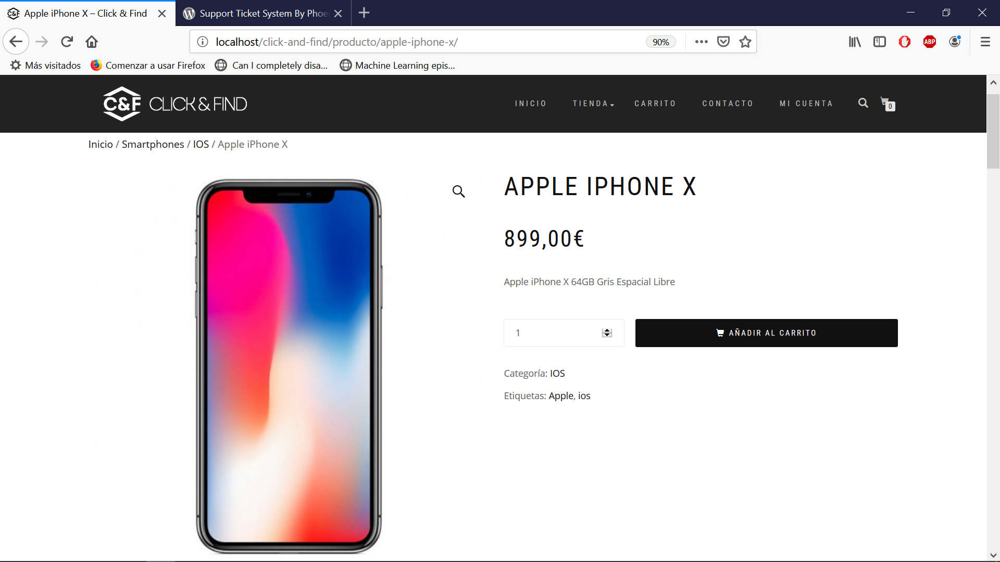 Apple iPhone X – Click & Find
Support Ticket System By Phoe
localhost/click-and-find/producto/apple-iphone-x/
90%
ABP
Más visitados
Comenzar a usar Firefox
Can I completely disa...
Machine Learning epis...
C&F CLICK & FIND
INICIO
TIENDA
CARRITO
CONTACTO
MI CUENTA
0
Inicio / Smartphones / IOS / Apple iPhone X
APPLE IPHONE X
899,00€
Apple iPhone X 64GB Gris Espacial Libre
1
AÑADIR AL CARRITO
Categoría: IOS
Etiquetas: Apple, ios